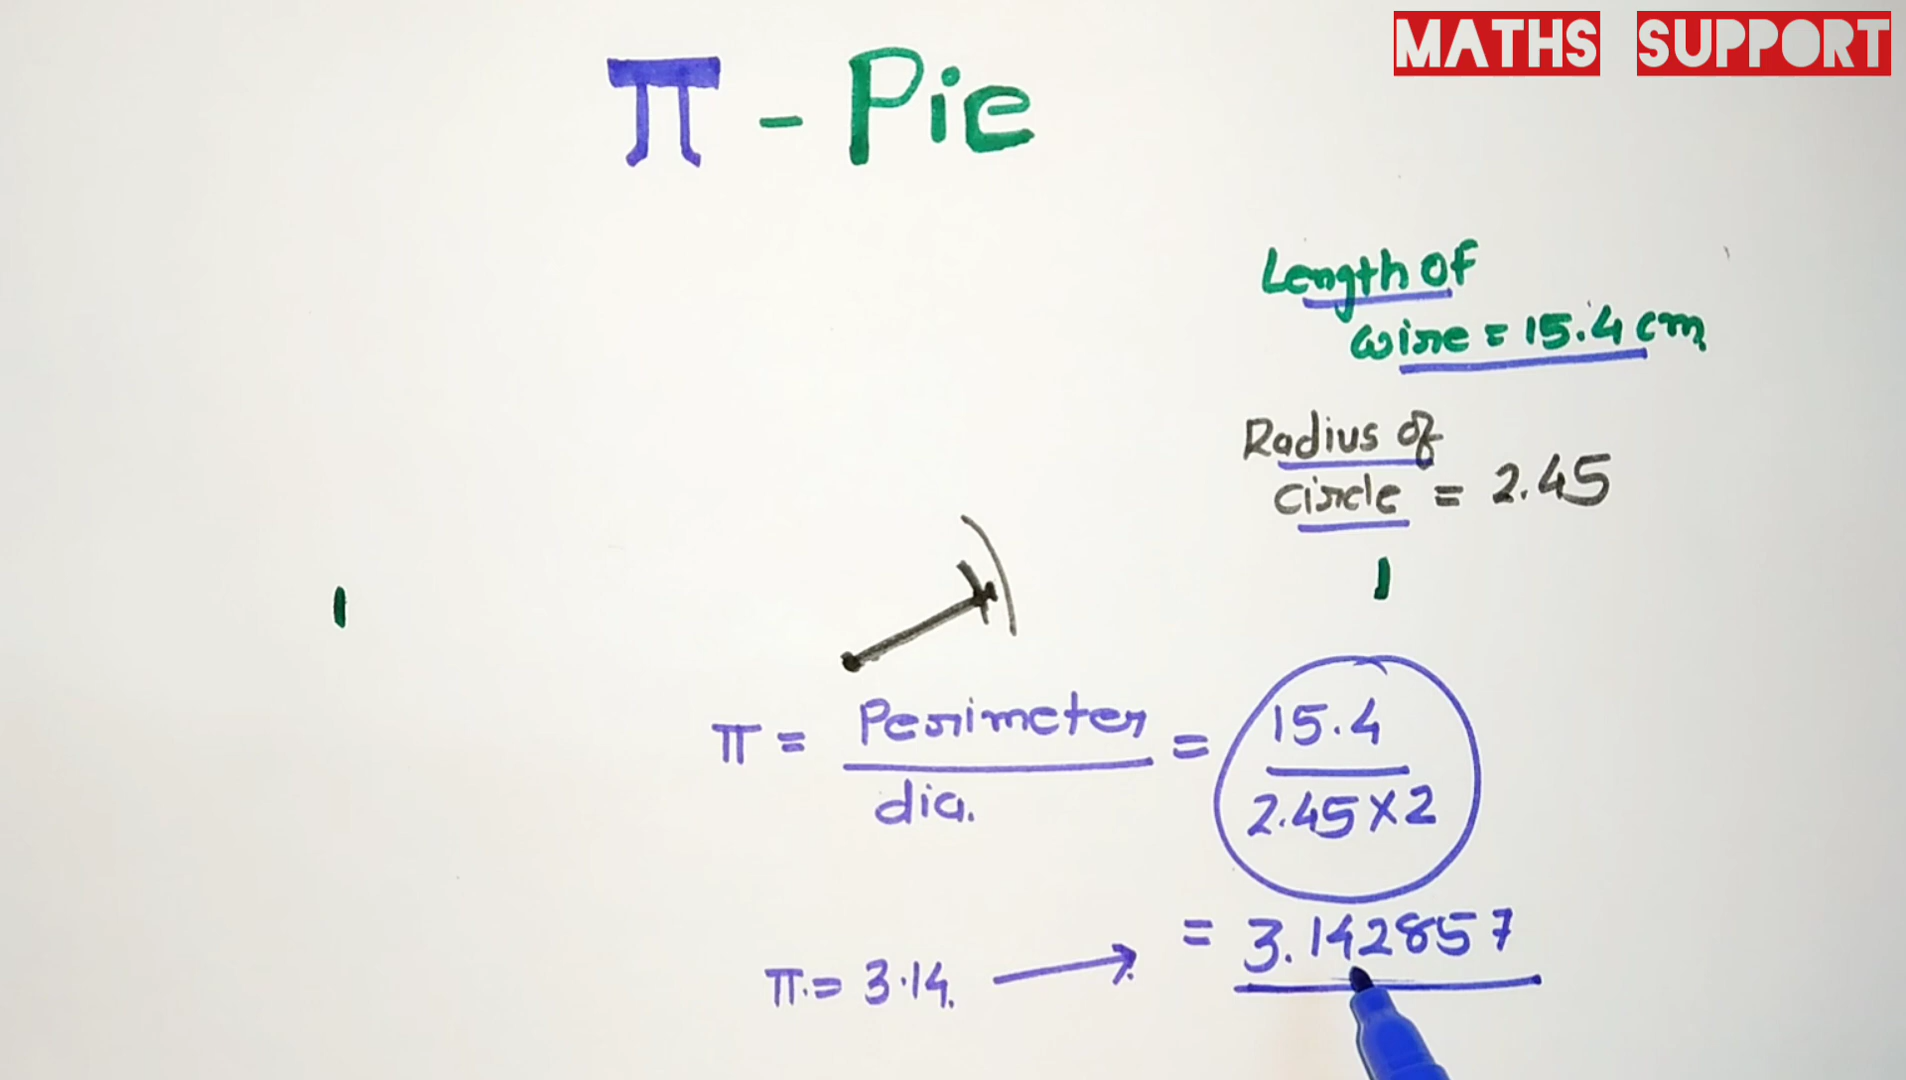 MATHS SUPPORT
π - Pie
Length of
wire = 15.4 cm
Radius of
circle = 2.45
π = Perimeter / dia. = 15.4 / 2.45 × 2
= 3.142857
π = 3.14. →